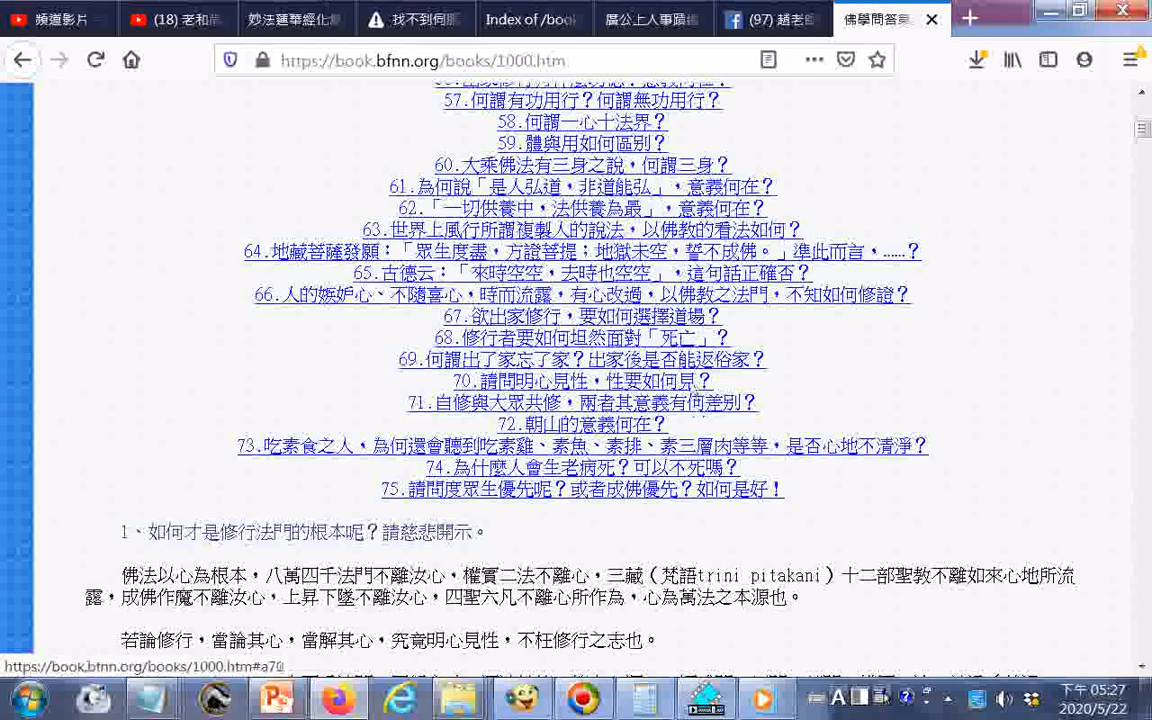 (18) 老和尚
頻道影片
妙法蓮華經化
找不到伺服
Index of /book
廣公上人事蹟
(97) 趙老師
佛學問答
https://book.bfnn.org/books/1000.htm
57.何謂有功用行？何謂無功用行？
58.何謂一心十法界？
59.體與用如何區別？
60.大乘佛法有三身之說，何謂三身？
61.為何說「是人弘道，非道能弘」，意義何在？
62.「一切供養中，法供養為最」，意義何在？
63.世界上風行所謂複製人的說法，以佛教的看法如何？
64.地藏菩薩發願：「眾生度盡，方證菩提；地獄未空，誓不成佛。」準此而言，……？
65.古德云：「來時空空，去時也空空」，這句話正確否？
66.人的嫉妒心、不隨喜心，時而流露，有心改過，以佛教之法門，不知如何修證？
67.欲出家修行，要如何選擇道場？
68.修行者要如何坦然面對「死亡」？
69.何謂出了家忘了家？出家後是否能返俗家？
70.請問明心見性，性要如何見？
71.自修與大眾共修，兩者其意義有何差別？
72.朝山的意義何在？
73.吃素食之人，為何還會聽到吃素雞、素魚、素排、素三層肉等等，是否心地不清淨？
74.為什麼人會生老病死？可以不死嗎？
75.請問度眾生優先呢？或者成佛優先？如何是好！
1、如何才是修行法門的根本呢？請慈悲開示。
佛法以心為根本，八萬四千法門不離汝心，權實二法不離心，三藏（梵語trini pitakani）十二部聖教不離如來心地所流
露，成佛作魔不離汝心，上昇下墜不離汝心，四聖六凡不離心所作為，心為萬法之本源也。
若論修行，當論其心，當解其心，究竟明心見性，不枉修行之志也。
https://book.bfnn.org/books/1000.htm#a70
下午 05:27
2020/5/22